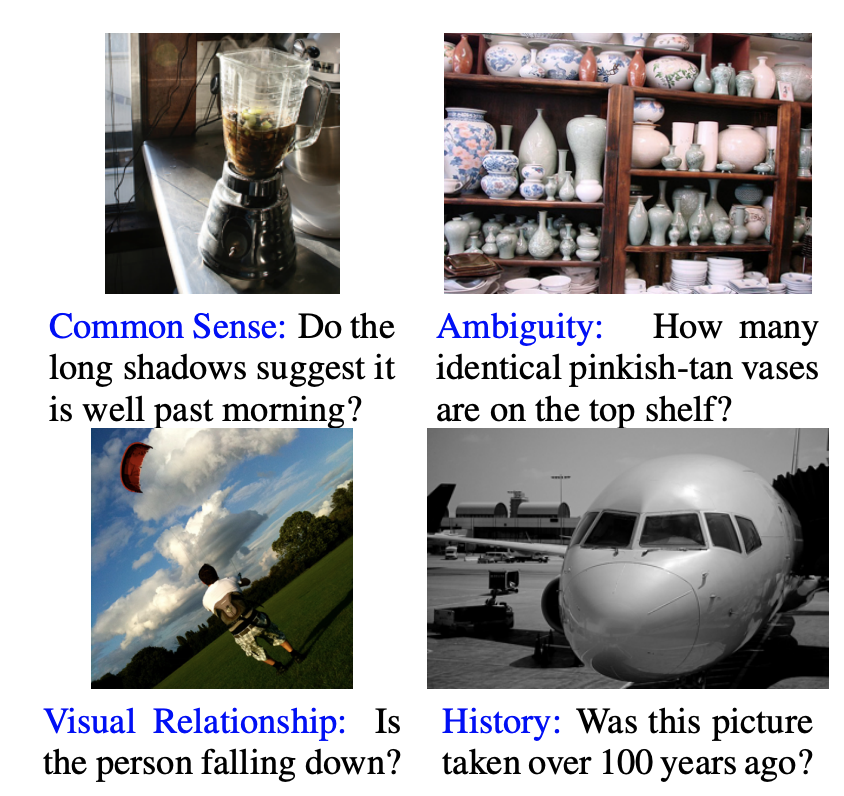 Common Sense: Do the
long shadows suggest it
is well past morning?
Ambiguity: How many
identical pinkish-tan vases
are on the top shelf?
Visual Relationship: Is
the person falling down?
History: Was this picture
taken over 100 years ago?